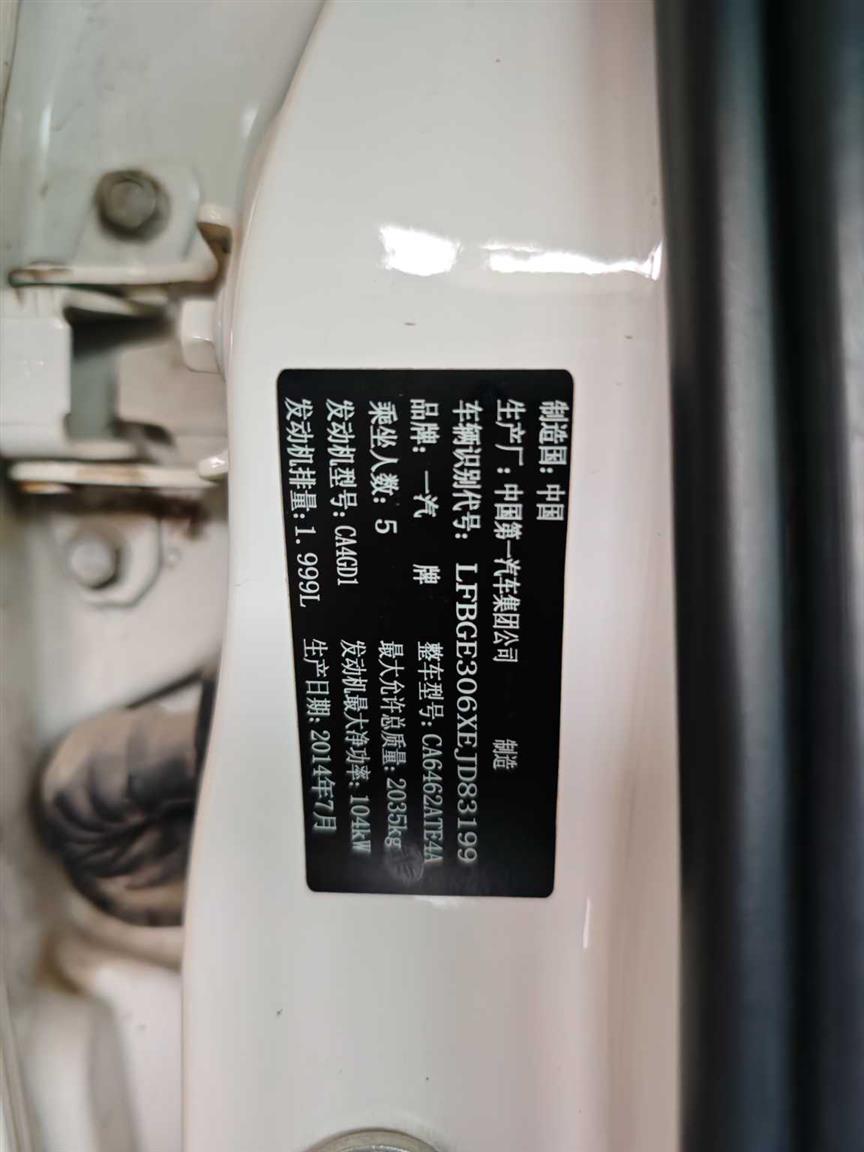 制造国：中国
生产厂：中国第一汽车集团公司 制造
车辆识别代号：LFBGE306XEJD83199
品牌：一汽 牌 整车型号：CA6462ATE4A
乘坐人数：5 最大允许总质量：2035kg
发动机型号：CA4GD1 发动机最大净功率：104kW
发动机排量：1.999L 生产日期：2014年7月